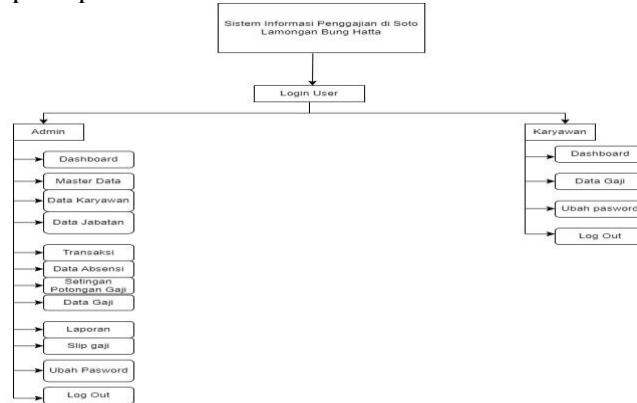 Sistem Informasi Penggajian di Soto
Lamongan Bung Hatta
Login User
Admin
Dashboard
Master Data
Data Karyawan
Data Jabatan
Transaksi
Data Absensi
Setingan
Potongan Gaji
Data Gaji
Laporan
Slip gaji
Ubah Pasword
Log Out
Karyawan
Dashboard
Data Gaji
Ubah pasword
Log Out